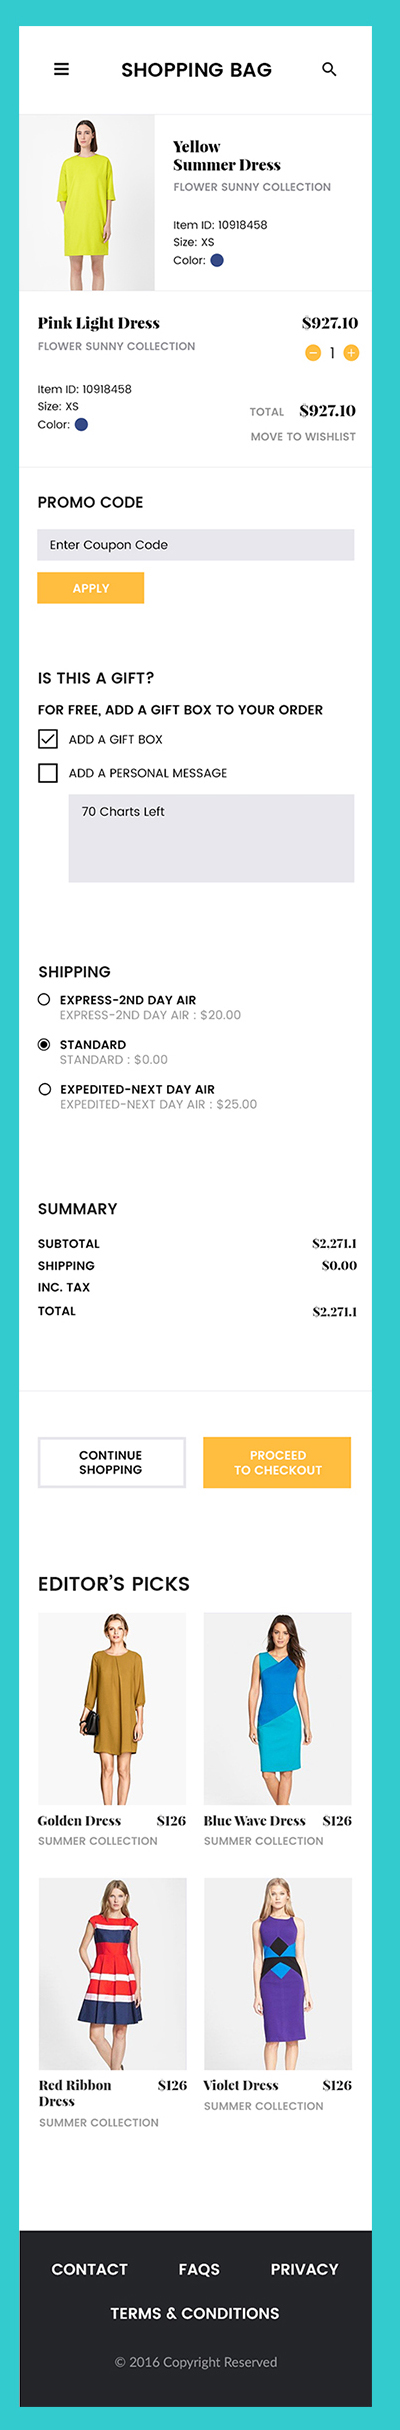 SHOPPING BAG
Yellow
Summer Dress
FLOWER SUNNY COLLECTION
Item ID: 10918458
Size: XS
Color:
Pink Light Dress $927.10
FLOWER SUNNY COLLECTION
1
Item ID: 10918458
Size: XS
Color:
TOTAL $927.10
MOVE TO WISHLIST
PROMO CODE
Enter Coupon Code
APPLY
IS THIS A GIFT?
FOR FREE, ADD A GIFT BOX TO YOUR ORDER
ADD A GIFT BOX
ADD A PERSONAL MESSAGE
70 Charts Left
SHIPPING
EXPRESS-2ND DAY AIR
EXPRESS-2ND DAY AIR : $20.00
STANDARD
STANDARD : $0.00
EXPEDITED-NEXT DAY AIR
EXPEDITED-NEXT DAY AIR : $25.00
SUMMARY
SUBTOTAL $2,271.1
SHIPPING $0.00
INC. TAX
TOTAL $2,271.1
CONTINUE
SHOPPING
PROCEED
TO CHECKOUT
EDITOR'S PICKS
Golden Dress $126
SUMMER COLLECTION
Blue Wave Dress $126
SUMMER COLLECTION
Red Ribbon $126
Dress
SUMMER COLLECTION
Violet Dress $126
SUMMER COLLECTION
CONTACT FAQS PRIVACY
TERMS & CONDITIONS
© 2016 Copyright Reserved